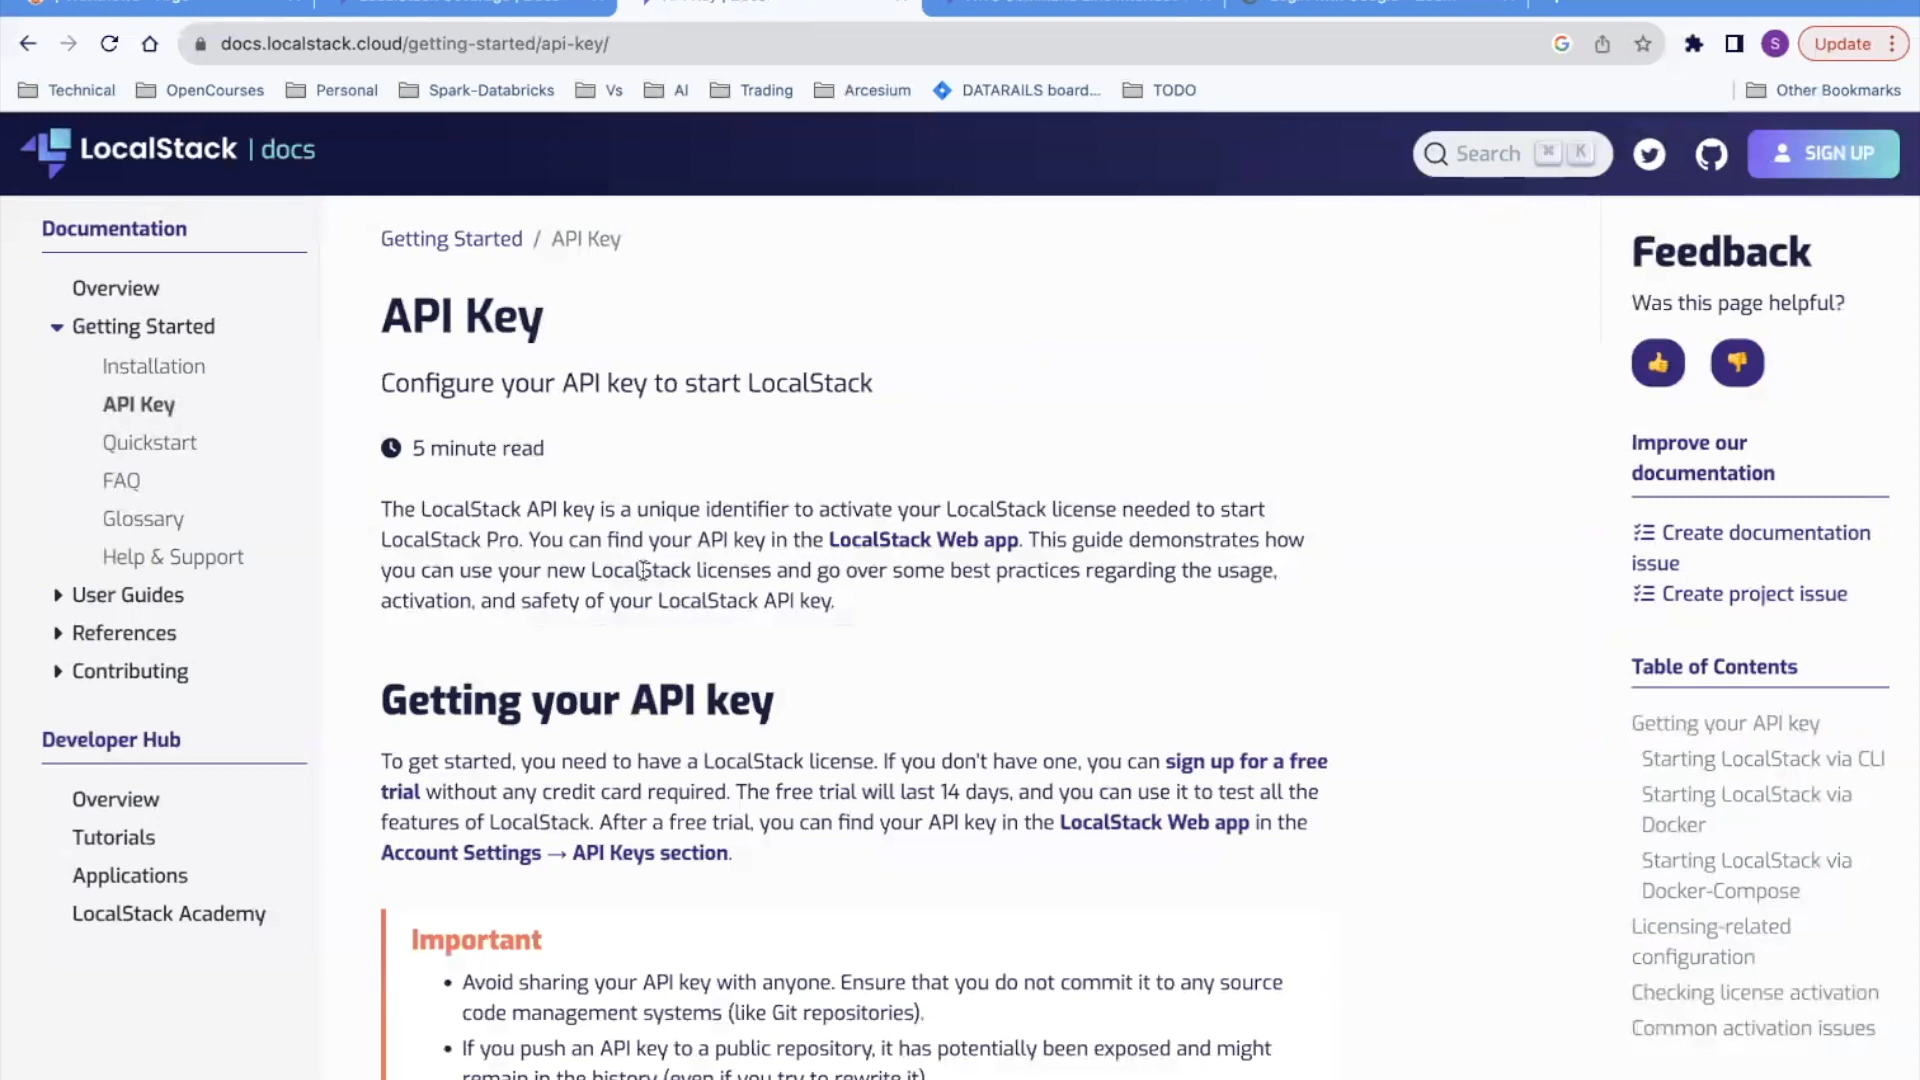 docs.localstack.cloud/getting-started/api-key/
S
Update
Technical
OpenCourses
Personal
Spark-Databricks
Vs
AI
Trading
Arcesium
DATARAILS board...
TODO
Other Bookmarks
LocalStack | docs
Search ⌘ K
SIGN UP
Documentation
Overview
Getting Started
Installation
API Key
Quickstart
FAQ
Glossary
Help & Support
User Guides
References
Contributing
Developer Hub
Overview
Tutorials
Applications
LocalStack Academy
Getting Started / API Key
API Key
Configure your API key to start LocalStack
5 minute read
The LocalStack API key is a unique identifier to activate your LocalStack license needed to start
LocalStack Pro. You can find your API key in the LocalStack Web app. This guide demonstrates how
you can use your new LocalStack licenses and go over some best practices regarding the usage,
activation, and safety of your LocalStack API key.
Getting your API key
To get started, you need to have a LocalStack license. If you don't have one, you can sign up for a free
trial without any credit card required. The free trial will last 14 days, and you can use it to test all the
features of LocalStack. After a free trial, you can find your API key in the LocalStack Web app in the
Account Settings → API Keys section.
Important
• Avoid sharing your API key with anyone. Ensure that you do not commit it to any source
code management systems (like Git repositories).
• If you push an API key to a public repository, it has potentially been exposed and might
remain in the history (even if you try to rewrite it).
Feedback
Was this page helpful?
Improve our
documentation
Create documentation
issue
Create project issue
Table of Contents
Getting your API key
Starting LocalStack via CLI
Starting LocalStack via
Docker
Starting LocalStack via
Docker-Compose
Licensing-related
configuration
Checking license activation
Common activation issues